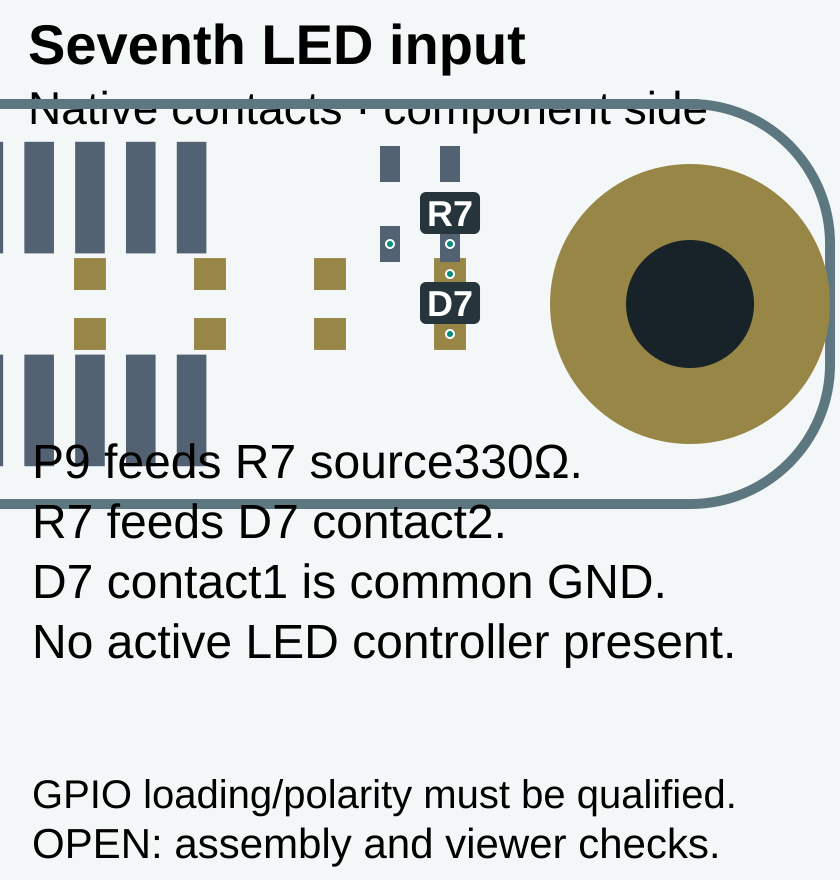 Seventh LED input
Native contacts · component side
R7
D7
P9 feeds R7 source330Ω.
R7 feeds D7 contact2.
D7 contact1 is common GND.
No active LED controller present.
GPIO loading/polarity must be qualified.
OPEN: assembly and viewer checks.